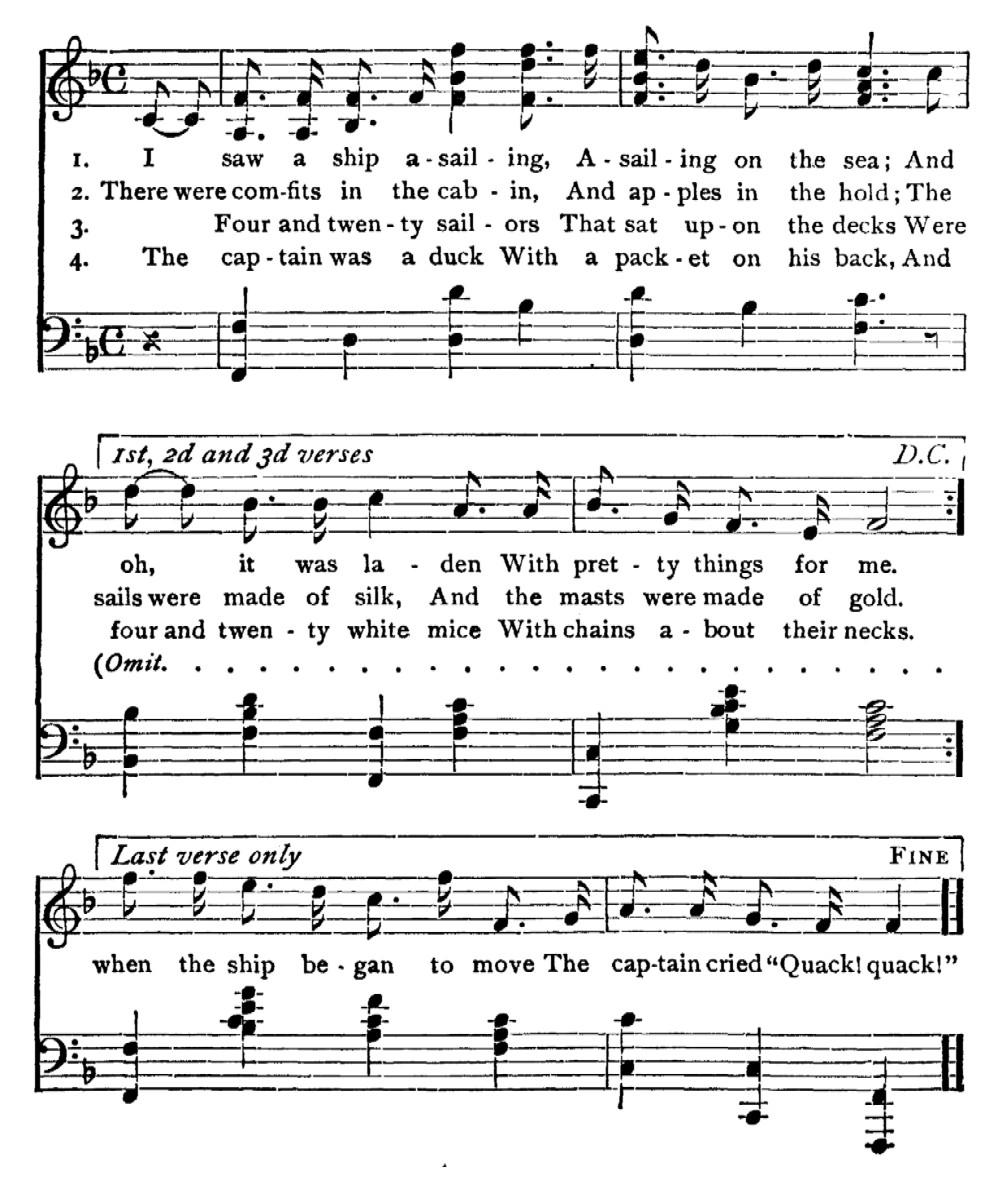 1. I saw a ship a-sail-ing, A-sail-ing on the sea; And
2. There were com-fits in the cab-in, And ap-ples in the hold; The
3. Four and twen-ty sail-ors That sat up-on the decks Were
4. The cap-tain was a duck With a pack-et on his back, And
1st, 2d and 3d verses D.C.
oh, it was la-den With pret-ty things for me.
sails were made of silk, And the masts were made of gold.
four and twen-ty white mice With chains a-bout their necks.
(Omit. . . . . . . . . . . . . . . . . . . .
Last verse only FINE
when the ship be-gan to move The cap-tain cried "Quack! quack!"